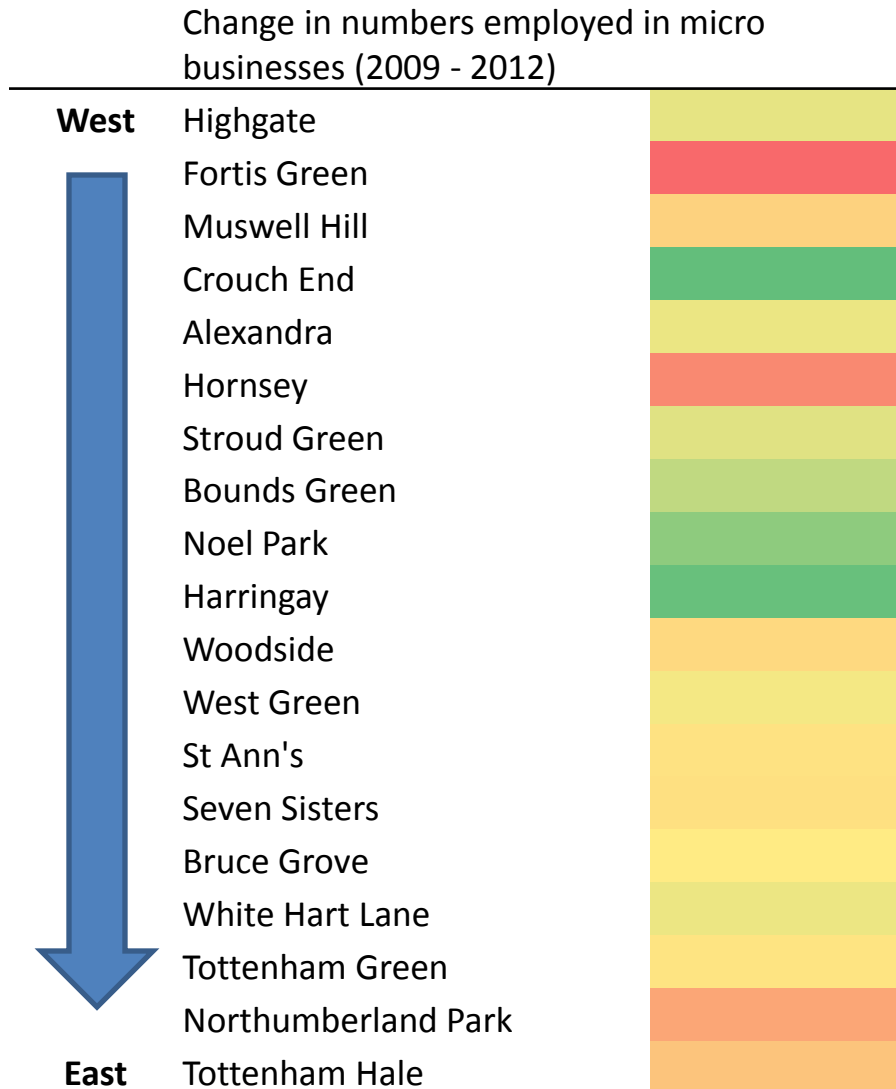 Change in numbers employed in micro
businesses (2009 - 2012)
West Highgate
Fortis Green
Muswell Hill
Crouch End
Alexandra
Hornsey
Stroud Green
Bounds Green
Noel Park
Harringay
Woodside
West Green
St Ann's
Seven Sisters
Bruce Grove
White Hart Lane
Tottenham Green
Northumberland Park
East Tottenham Hale